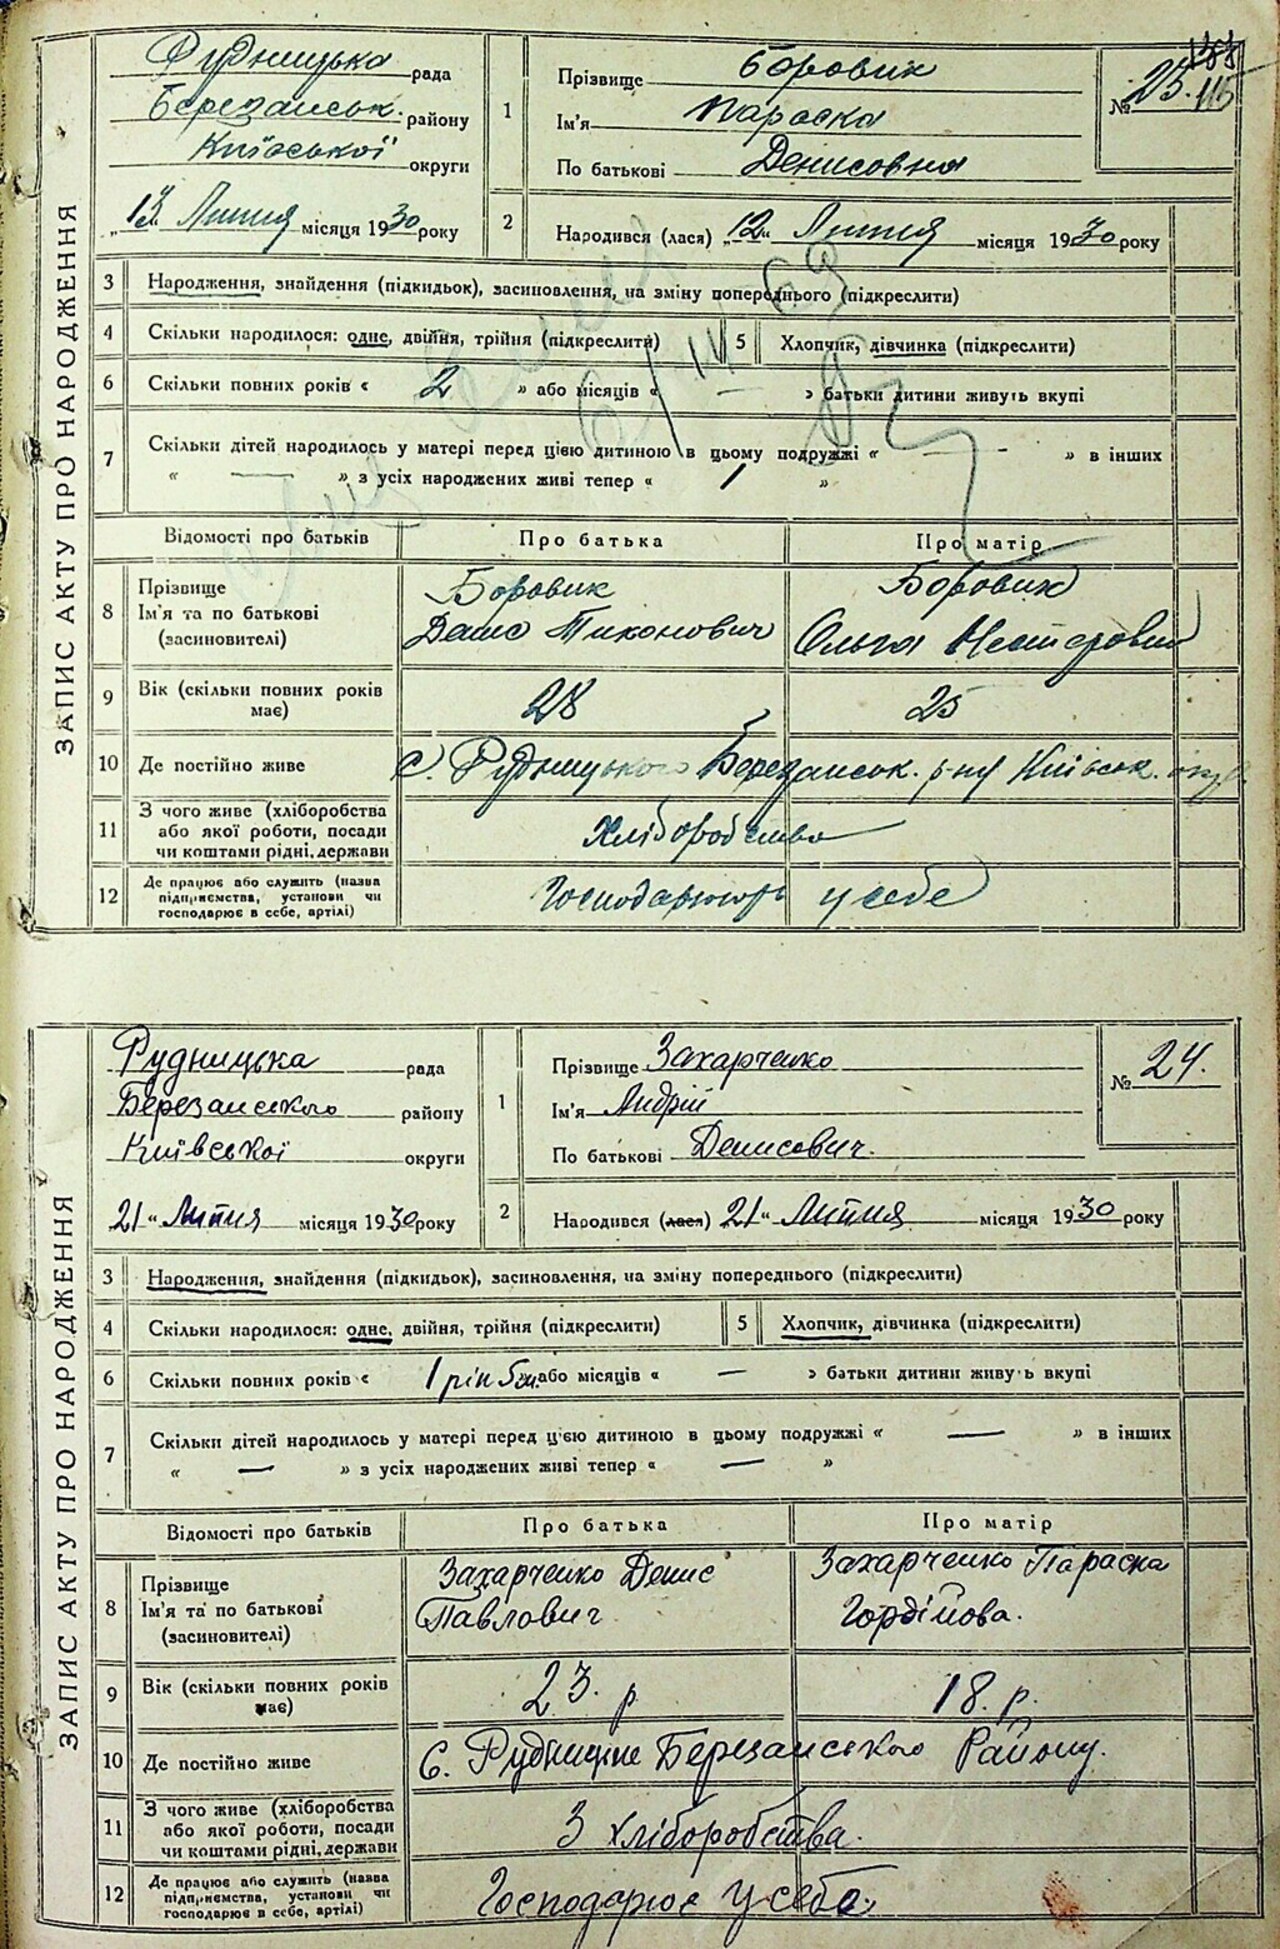 ЗАПИС АКТУ ПРО НАРОДЖЕННЯ
Рудницька рада
Березанськ. району
Київської округи
„13“ Липня місяця 1930 року
1
Прізвище Боровик
Ім'я Параска
По батькові Денисовна
№ 23.
2
Народився (лася) „12“ Липня місяця 1930 року
3 Народження, знайдення (підкидьок), засиновлення, на зміну попереднього (підкреслити)
4 Скільки народилося: одне, двійня, трійня (підкреслити) 5 Хлопчик, дівчинка (підкреслити)
6 Скільки повних років « 2 » або місяців « — » батьки дитини живуть вкупі
7 Скільки дітей народилось у матері перед цією дитиною в цьому подружжі « — » в інших
« — » з усіх народжених живі тепер « 1 »
Відомості про батьків Про батька Про матір
8 Прізвище Ім'я та по батькові (засиновителі)
Боровик Денис Тихонович
Боровик Ольга
9 Вік (скільки повних років має) 28 25
10 Де постійно живе с. Рудницького Березанськ. р-ну Київськ.
11 З чого живе (хліборобства або якої роботи, посади чи коштами рідні, держави Хліборобства
12 Де працює або служить (назва підприємства, установи чи господарює в себе, артілі) Господарюють у себе
ЗАПИС АКТУ ПРО НАРОДЖЕННЯ
Рудницька рада
Березанського району
Київської округи
21“ Липня місяця 1930 року
1
Прізвище Захарченко
Ім'я Андрій
По батькові Денисович.
№ 24.
2
Народився (лася) 21“ Липня місяця 1930 року
3 Народження, знайдення (підкидьок), засиновлення, на зміну попереднього (підкреслити)
4 Скільки народилося: одне, двійня, трійня (підкреслити) 5 Хлопчик, дівчинка (підкреслити)
6 Скільки повних років « 1 рік 5 м. » або місяців « — » батьки дитини живуть вкупі
7 Скільки дітей народилось у матері перед цією дитиною в цьому подружжі « — » в інших
« — » з усіх народжених живі тепер « — »
Відомості про батьків Про батька Про матір
8 Прізвище Ім'я та по батькові (засиновителі)
Захарченко Денис Павлович
Захарченко Параска Гордійова.
9 Вік (скільки повних років має) 23. р 18. р.
10 Де постійно живе С. Рудницьке Березанського Району.
11 З чого живе (хліборобства або якої роботи, посади чи коштами рідні, держави З хліборобства.
12 Де працює або служить (назва підприємства, установи чи господарює в себе, артілі) Господарює у себе.